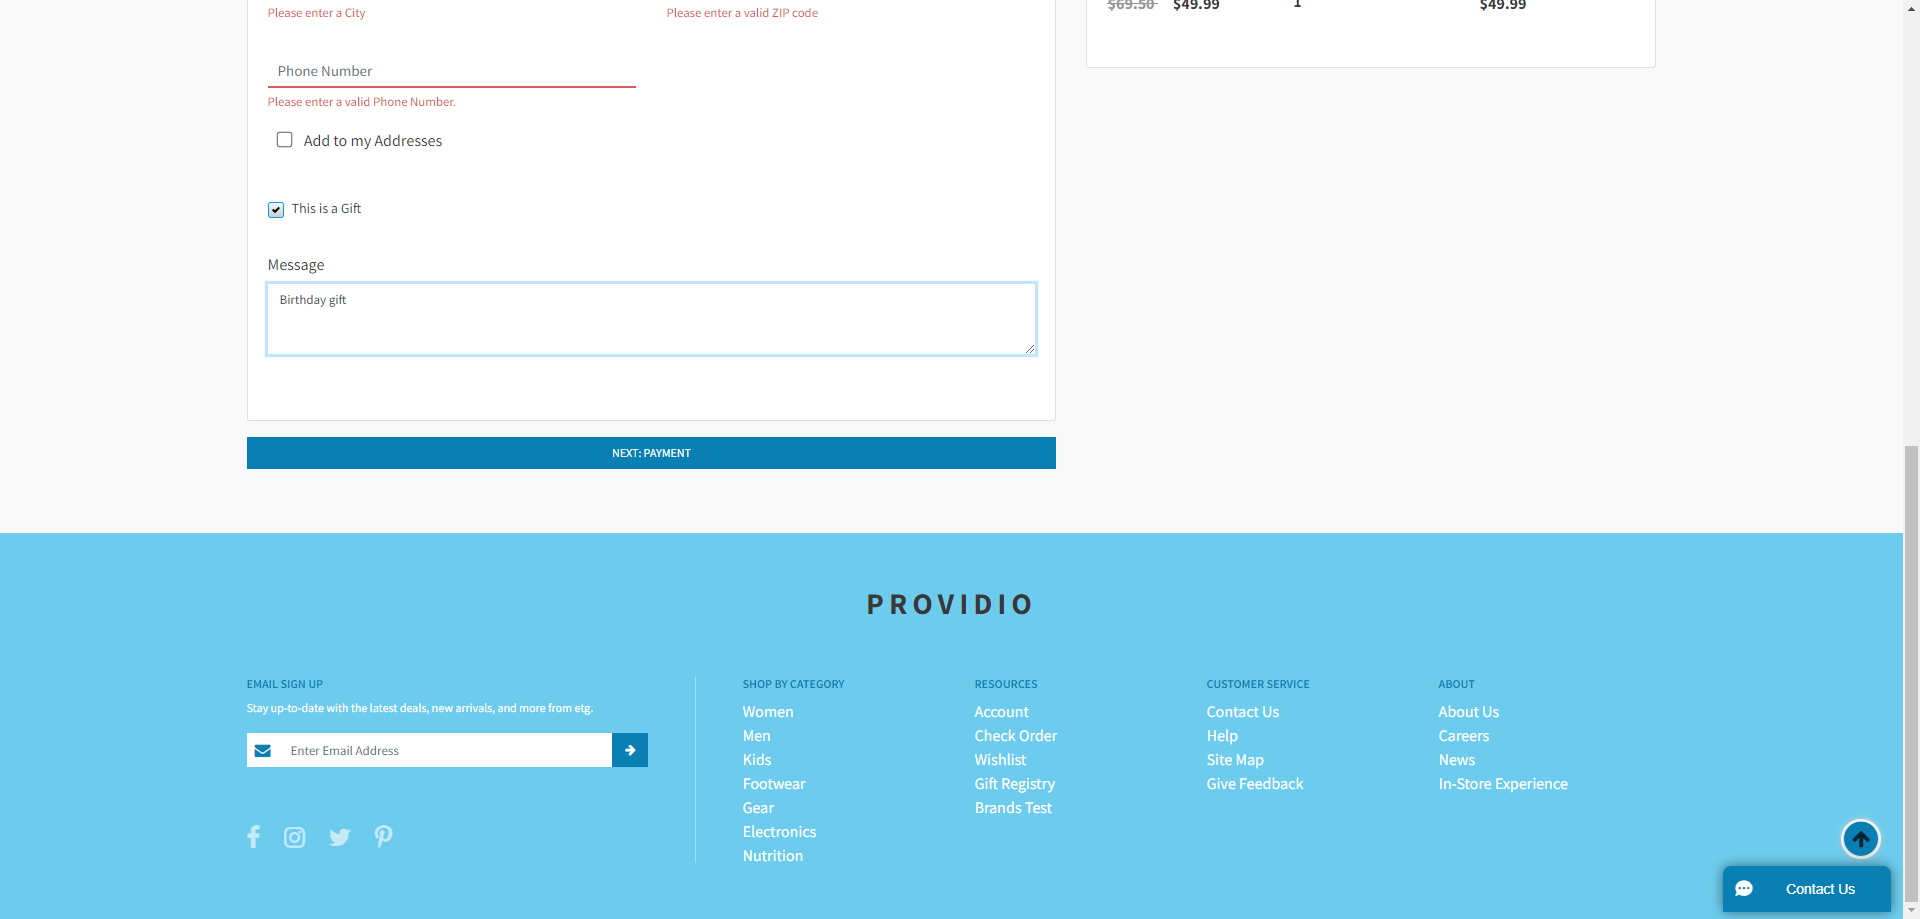 Please enter a City
Please enter a valid ZIP code
$69.50 $49.99 1 $49.99
Phone Number
Please enter a valid Phone Number.
Add to my Addresses
This is a Gift
Message
Birthday gift
NEXT: PAYMENT
PROVIDIO
EMAIL SIGN UP
Stay up-to-date with the latest deals, new arrivals, and more from etg.
Enter Email Address
SHOP BY CATEGORY
Women
Men
Kids
Footwear
Gear
Electronics
Nutrition
RESOURCES
Account
Check Order
Wishlist
Gift Registry
Brands Test
CUSTOMER SERVICE
Contact Us
Help
Site Map
Give Feedback
ABOUT
About Us
Careers
News
In-Store Experience
Contact Us